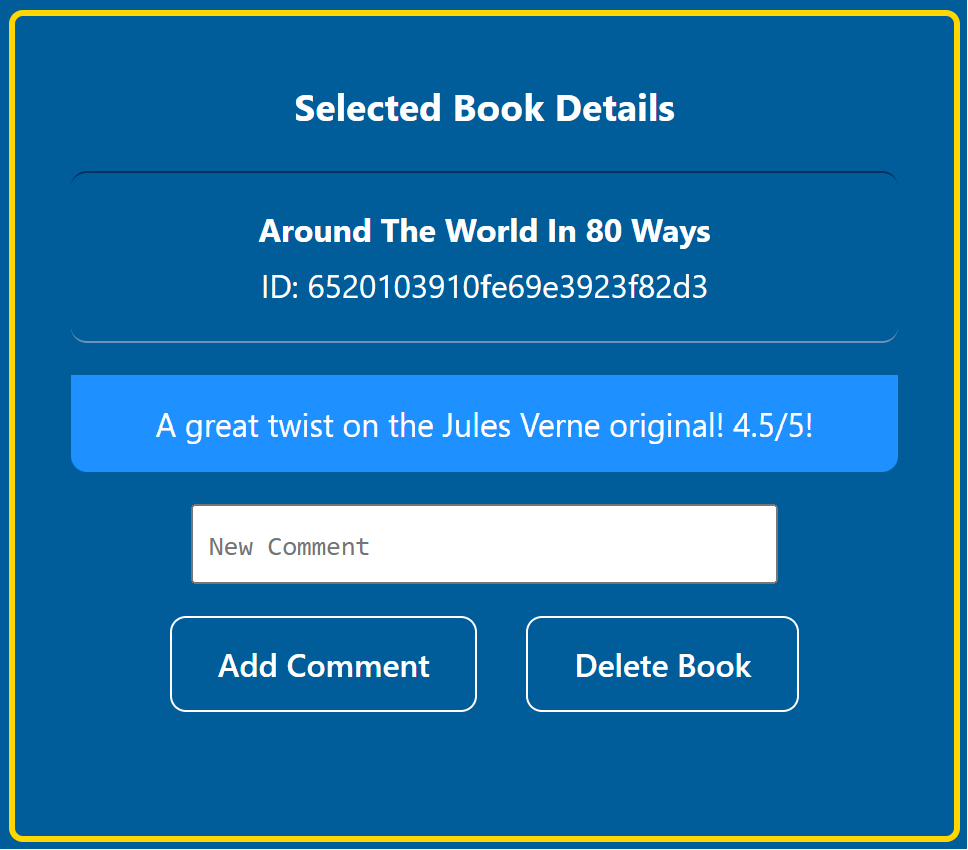 Selected Book Details
Around The World In 80 Ways
ID: 6520103910fe69e3923f82d3
A great twist on the Jules Verne original! 4.5/5!
New Comment
Add Comment
Delete Book